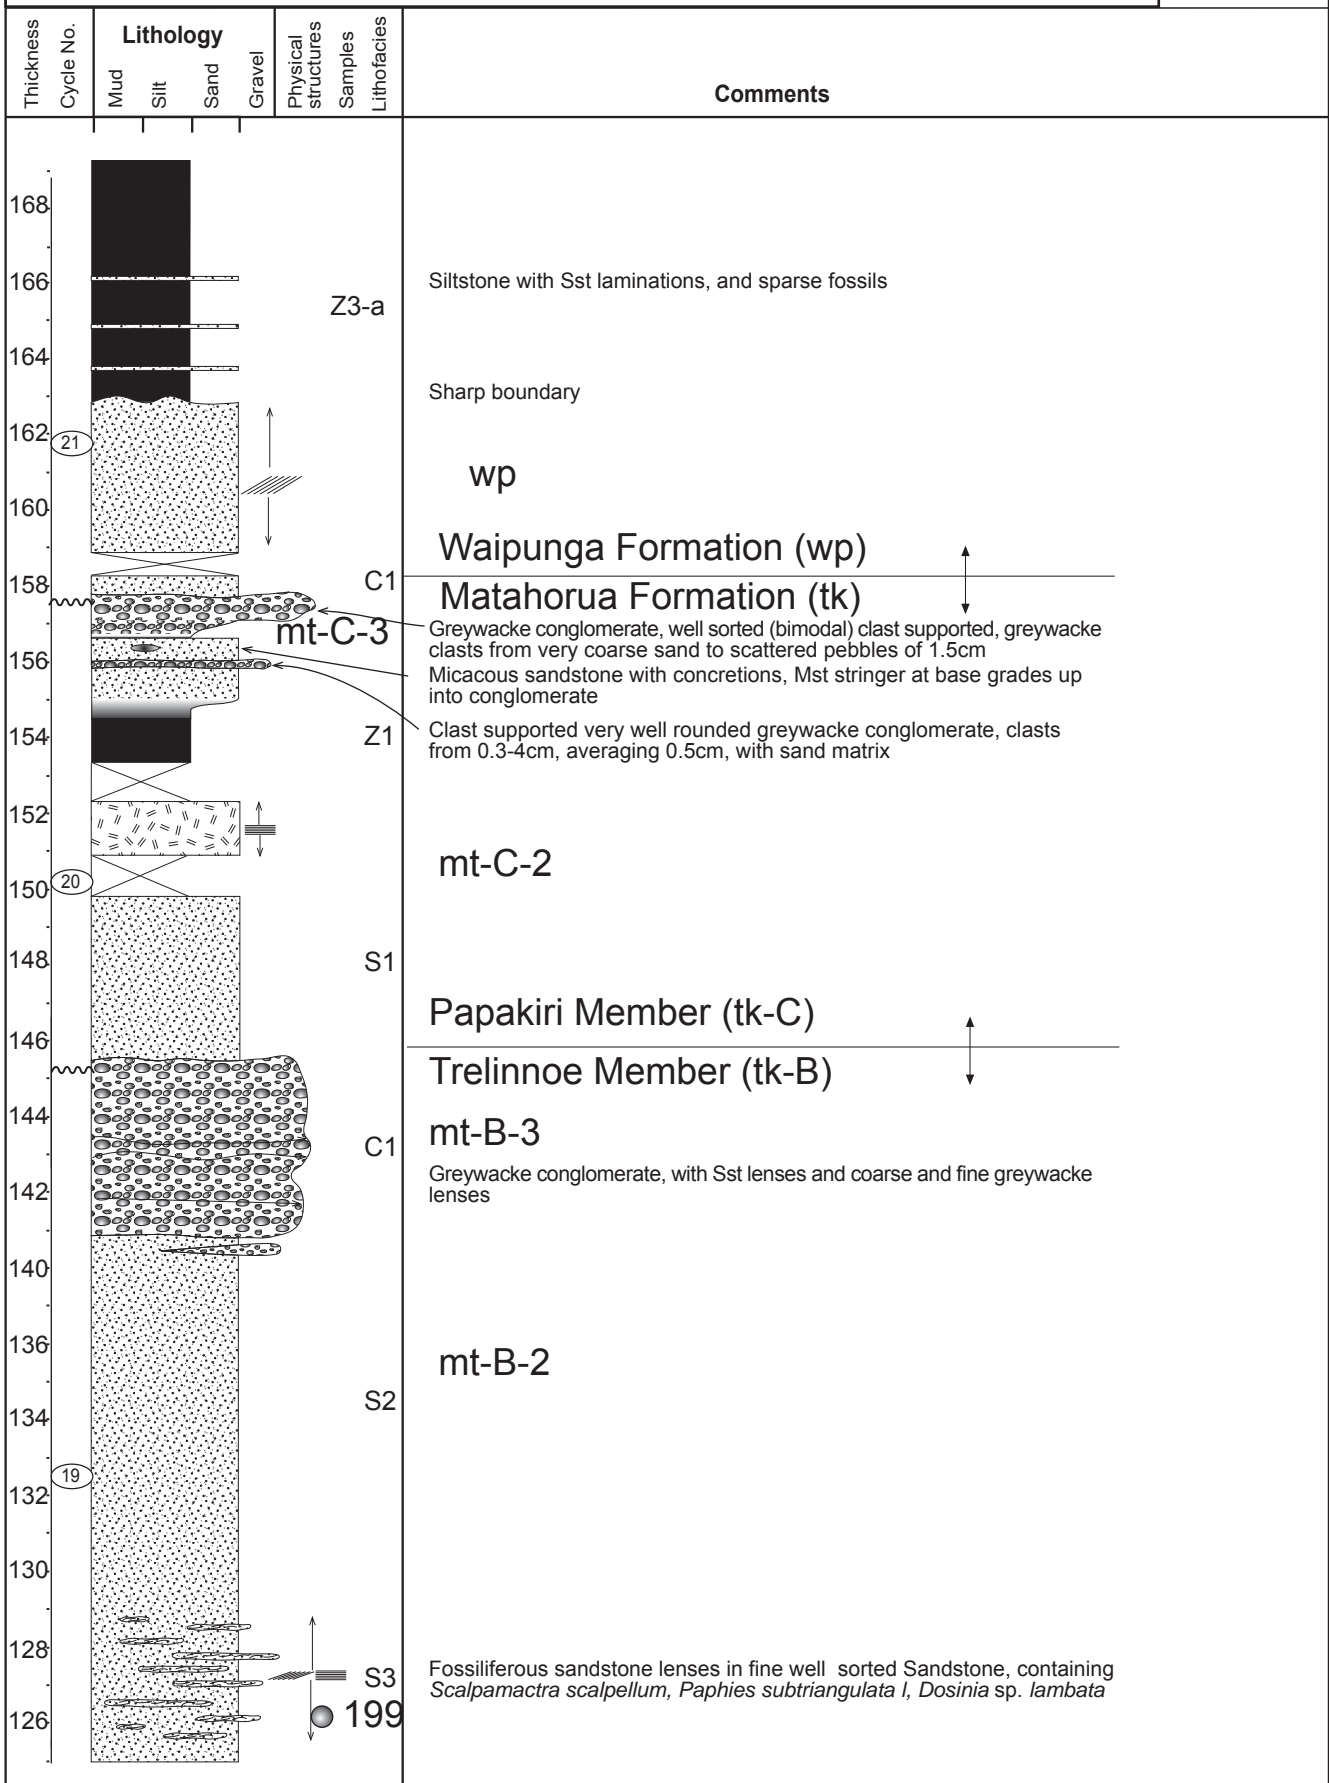 Thickness
Cycle No.
Lithology
Mud
Silt
Sand
Gravel
Physical structures
Samples
Lithofacies
Comments
168
166
Siltstone with Sst laminations, and sparse fossils
Z3-a
164
Sharp boundary
162
21
wp
160
Waipunga Formation (wp)
158
C1
Matahorua Formation (tk)
mt-C-3
Greywacke conglomerate, well sorted (bimodal) clast supported, greywacke
clasts from very coarse sand to scattered pebbles of 1.5cm
156
Micacous sandstone with concretions, Mst stringer at base grades up
into conglomerate
154
Z1
Clast supported very well rounded greywacke conglomerate, clasts
from 0.3-4cm, averaging 0.5cm, with sand matrix
152
mt-C-2
150
20
148
S1
Papakiri Member (tk-C)
146
Trelinnoe Member (tk-B)
144
mt-B-3
C1
Greywacke conglomerate, with Sst lenses and coarse and fine greywacke
lenses
142
140
136
mt-B-2
S2
134
19
132
130
128
S3
Fossiliferous sandstone lenses in fine well sorted Sandstone, containing
Scalpamactra scalpellum, Paphies subtriangulata l, Dosinia sp. lambata
199
126